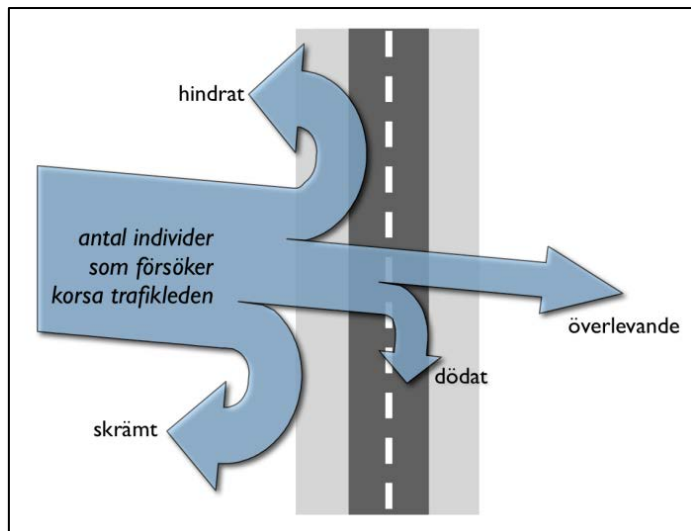 hindrat
antal individer
som försöker
korsa trafikleden
överlevande
dödat
skrämt